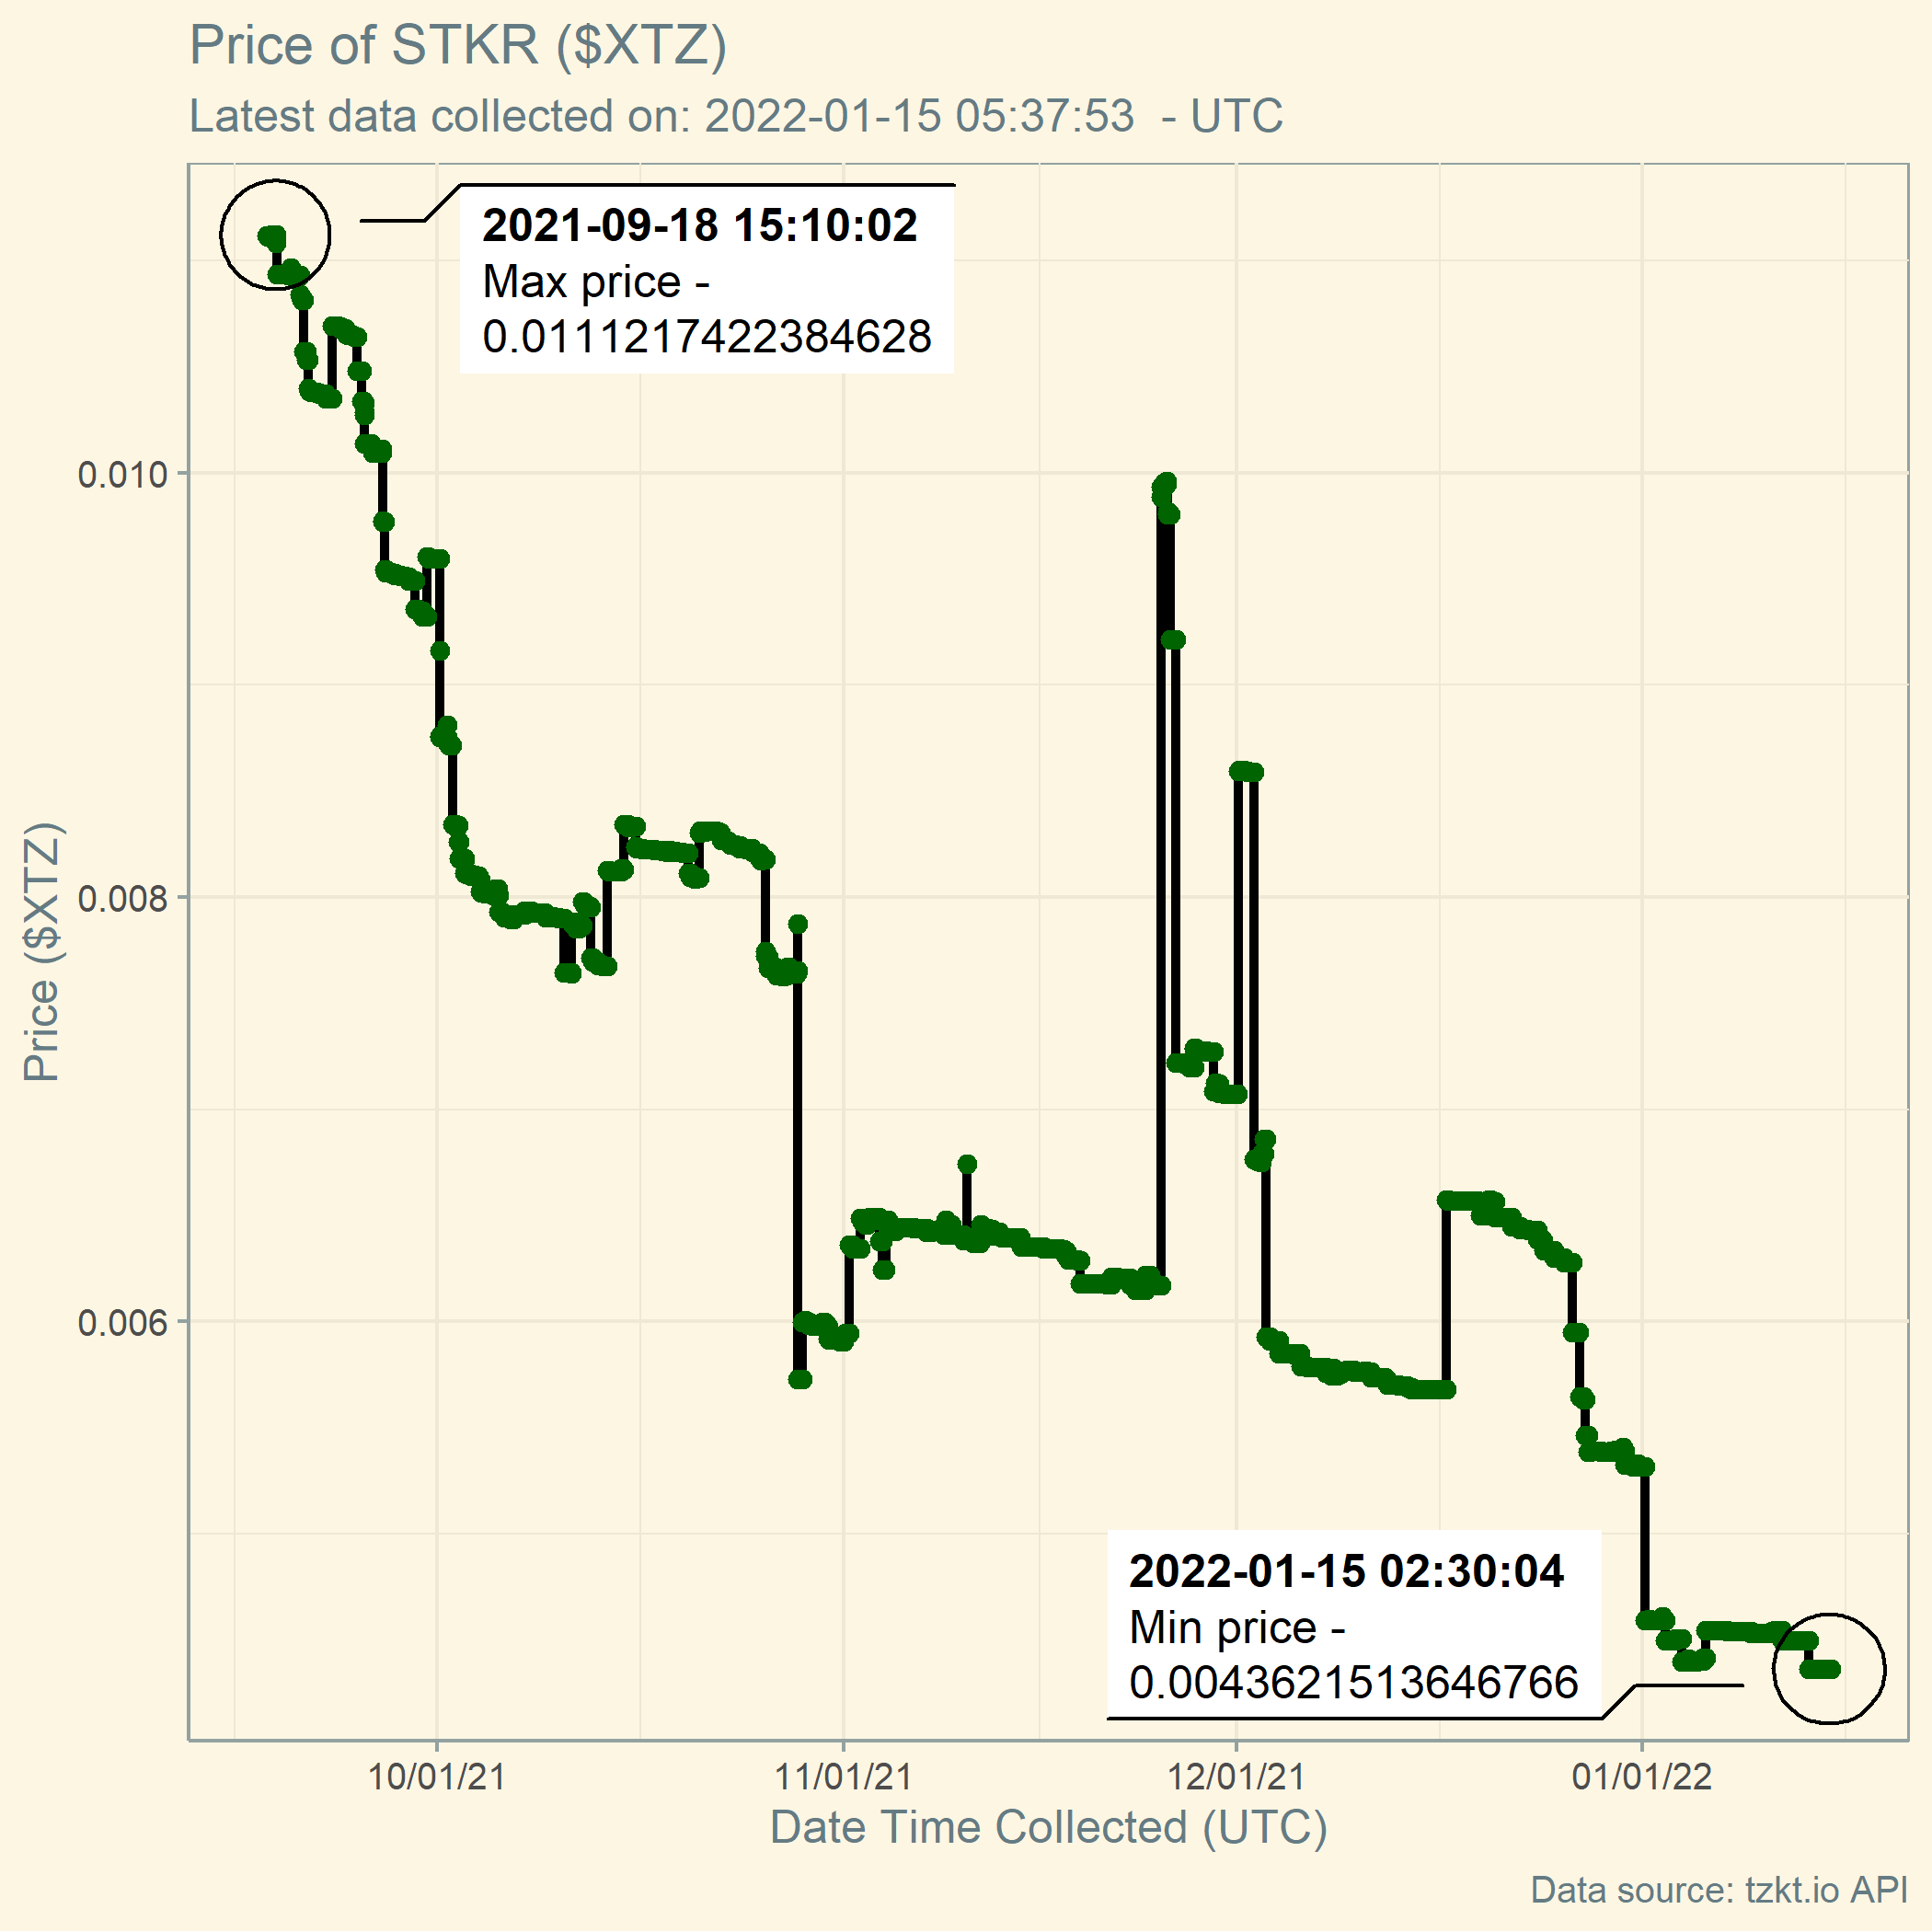 Price of STKR ($XTZ)
Latest data collected on: 2022-01-15 05:37:53  - UTC
2021-09-18 15:10:02
Max price -
0.0111217422384628
0.010
0.008
0.006
Price ($XTZ)
2022-01-15 02:30:04
Min price -
0.0043621513646766
10/01/21
11/01/21
12/01/21
01/01/22
Date Time Collected (UTC)
Data source: tzkt.io API